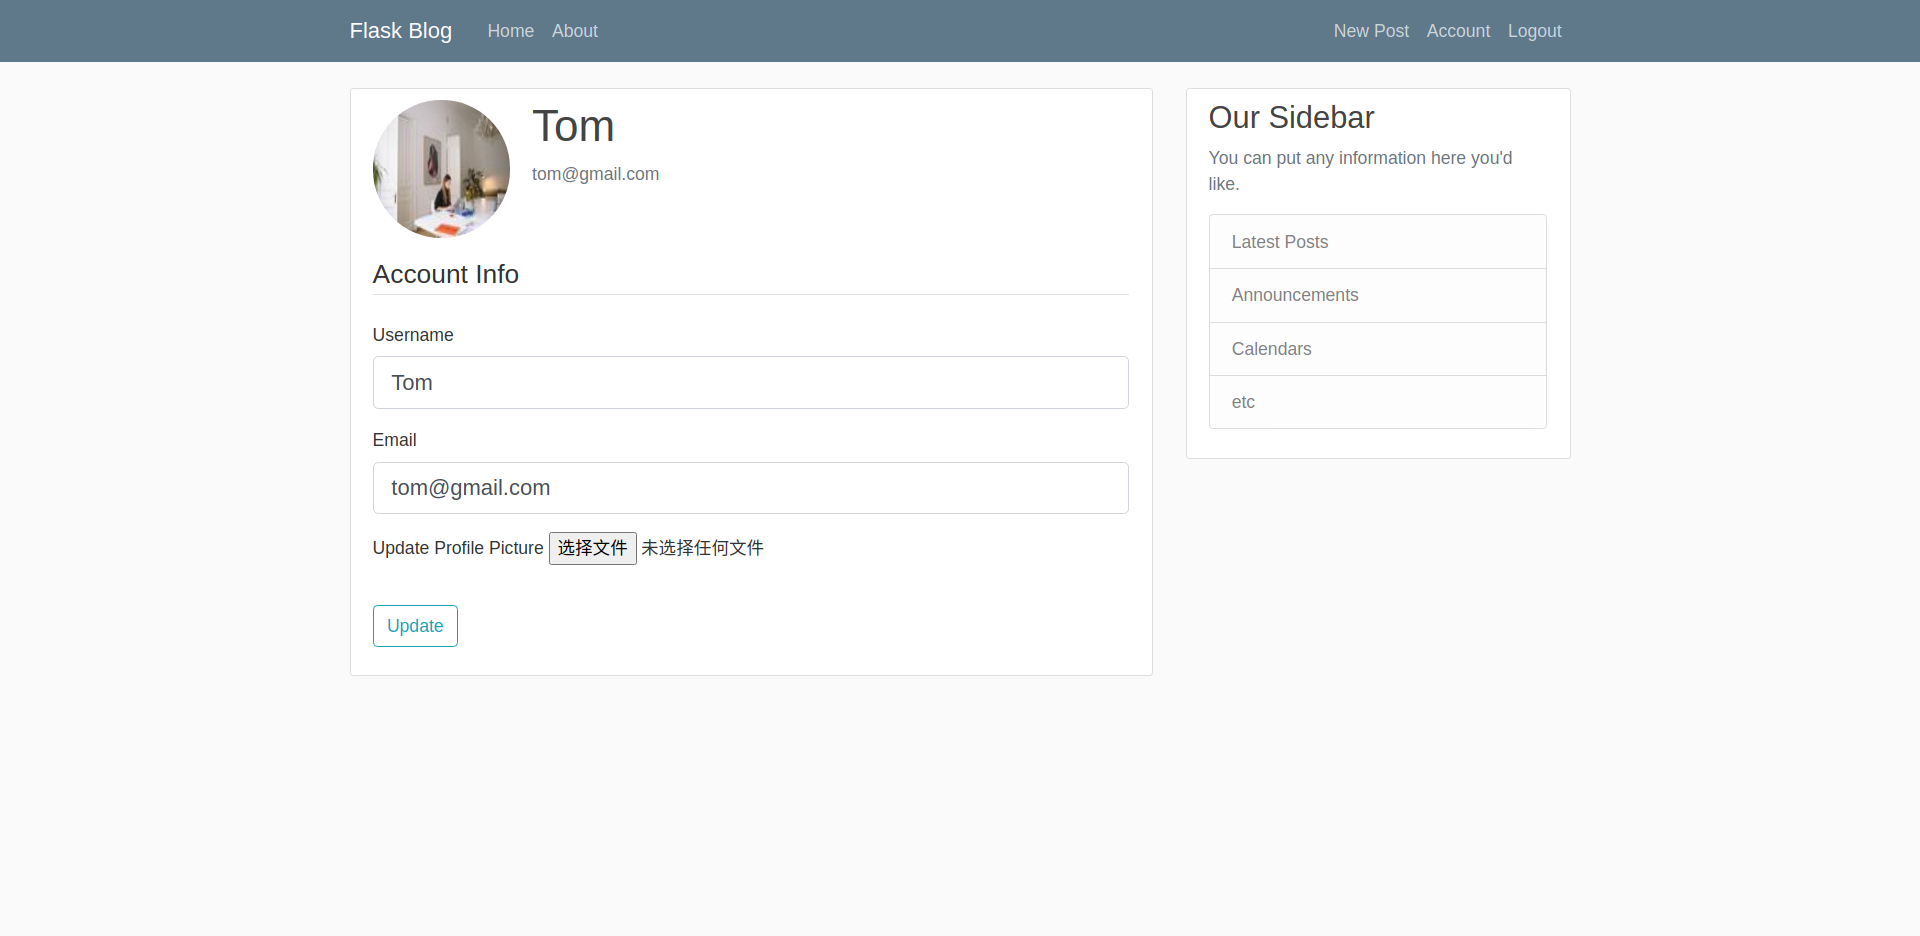 Flask Blog Home About New Post Account Logout
Tom
tom@gmail.com
Account Info
Username
Tom
Email
tom@gmail.com
Update Profile Picture 选择文件 未选择任何文件
Update
Our Sidebar
You can put any information here you'd
like.
Latest Posts
Announcements
Calendars
etc